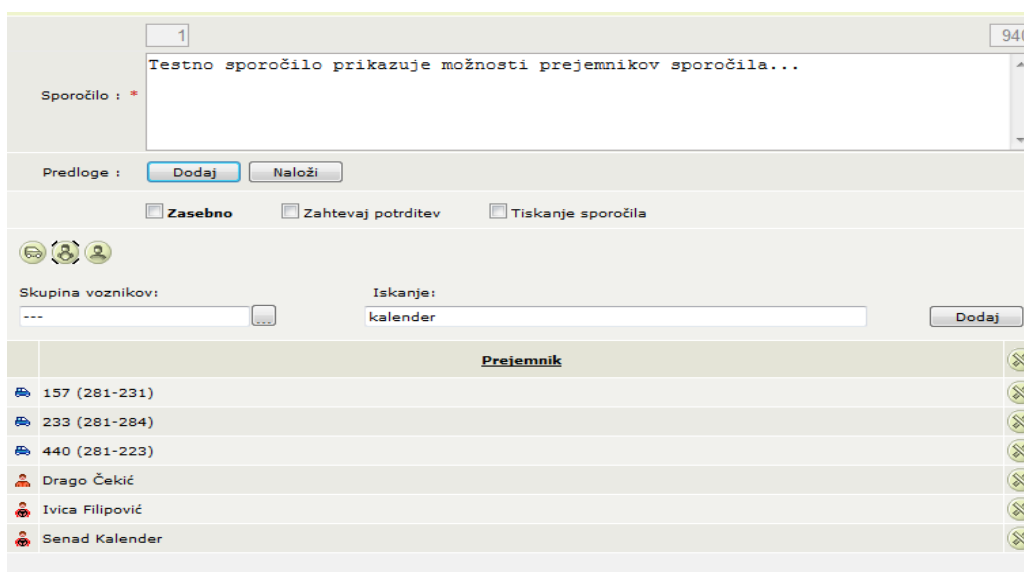 1 940
Testno sporočilo prikazuje možnosti prejemnikov sporočila...
Sporočilo : *
Predloge : Dodaj Naloži
Zasebno Zahtevaj potrditev Tiskanje sporočila
Skupina voznikov: Iskanje:
--- ... kalender Dodaj
Prejemnik
157 (281-231)
233 (281-284)
440 (281-223)
Drago Čekić
Ivica Filipović
Senad Kalender